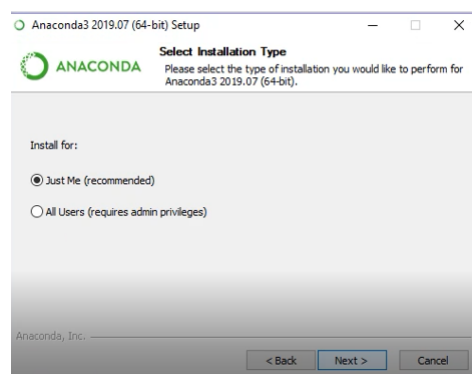 Anaconda3 2019.07 (64-bit) Setup
ANACONDA
Select Installation Type
Please select the type of installation you would like to perform for
Anaconda3 2019.07 (64-bit).
Install for:
Just Me (recommended)
All Users (requires admin privileges)
Anaconda, Inc.
< Back Next > Cancel